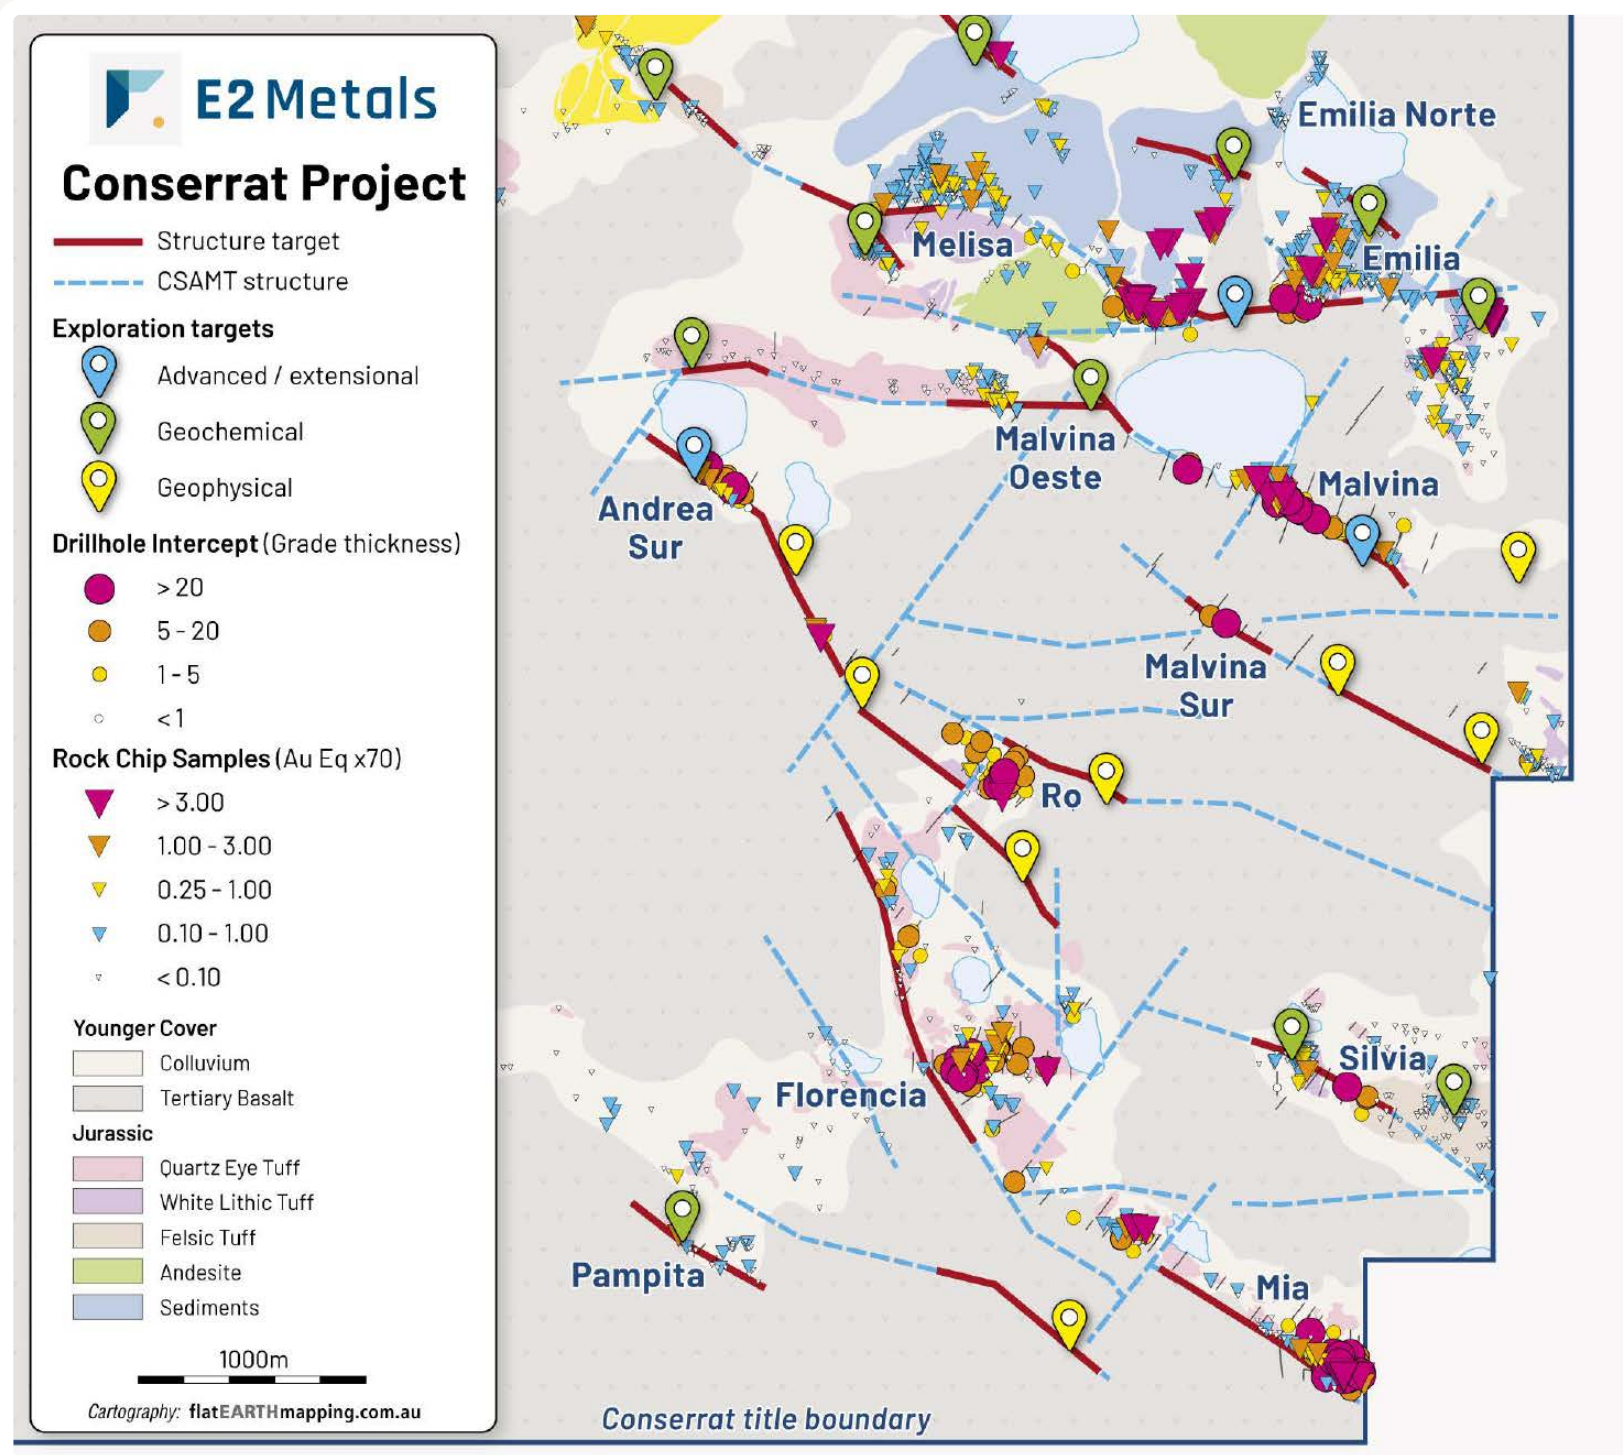 E2 Metals
Conserrat Project
Structure target
CSAMT structure
Exploration targets
Advanced / extensional
Geochemical
Geophysical
Drillhole Intercept (Grade thickness)
> 20
5 - 20
1 - 5
< 1
Rock Chip Samples (Au Eq x70)
> 3.00
1.00 - 3.00
0.25 - 1.00
0.10 - 1.00
< 0.10
Younger Cover
Colluvium
Tertiary Basalt
Jurassic
Quartz Eye Tuff
White Lithic Tuff
Felsic Tuff
Andesite
Sediments
1000m
Cartography: flatEARTHmapping.com.au
Emilia Norte
Melisa
Emilia
Malvina
Oeste
Malvina
Andrea
Sur
Malvina
Sur
Ro
Silvia
Florencia
Pampita
Mia
Conserrat title boundary